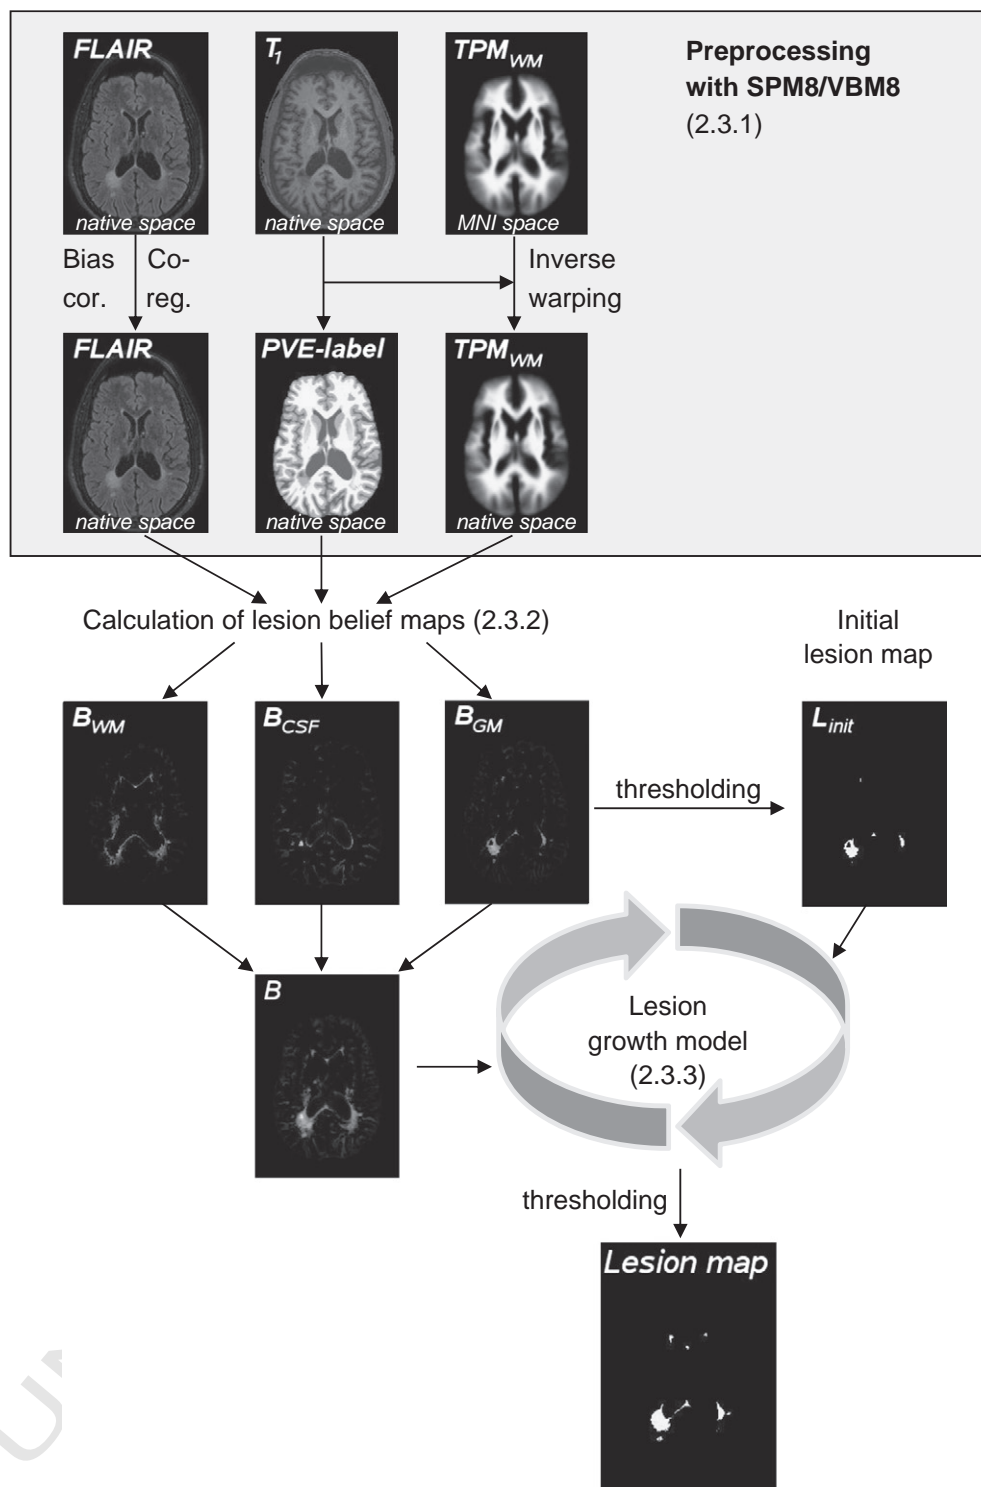 FLAIR
T1
TPMWM
Preprocessing
with SPM8/VBM8
(2.3.1)
native space
native space
MNI space
Bias
cor.
Co-
reg.
Inverse
warping
FLAIR
PVE-label
TPMWM
native space
native space
native space
Calculation of lesion belief maps (2.3.2)
Initial
lesion map
BWM
BCSF
BGM
Linit
thresholding
B
Lesion
growth model
(2.3.3)
thresholding
Lesion map